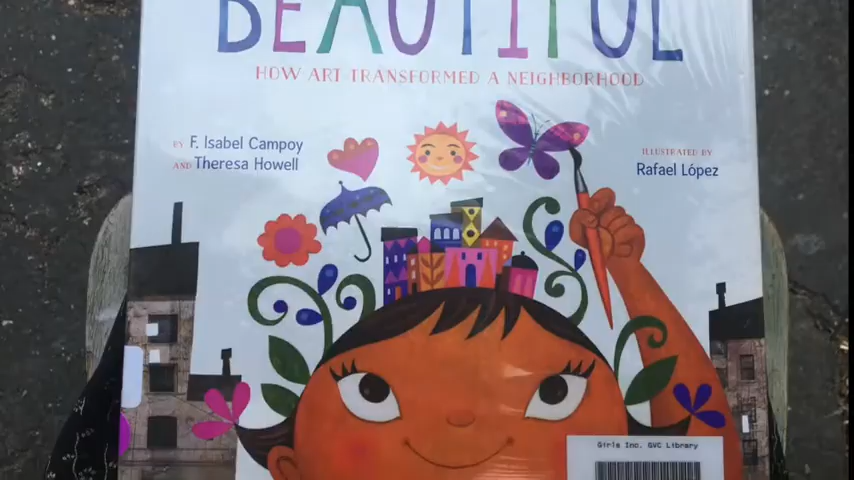 BEAUTIFUL
HOW ART TRANSFORMED A NEIGHBORHOOD
BY F. Isabel Campoy
AND Theresa Howell
ILLUSTRATED BY
Rafael López
Girls Inc. GVC Library